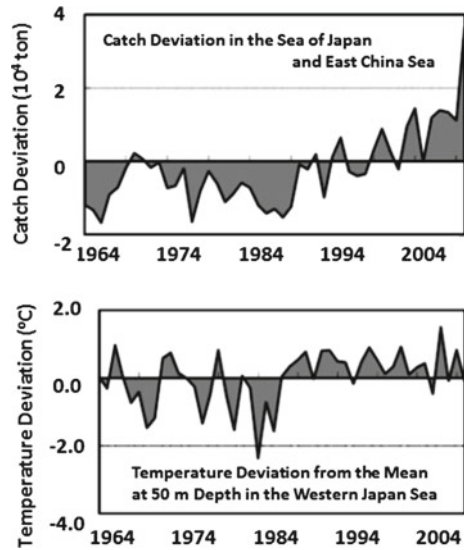 Catch Deviation (10⁴ ton)
4
2
0
-2
Catch Deviation in the Sea of Japan
and East China Sea
1964 1974 1984 1994 2004
Temperature Deviation (°C)
2.0
0.0
-2.0
-4.0
Temperature Deviation from the Mean
at 50 m Depth in the Western Japan Sea
1964 1974 1984 1994 2004